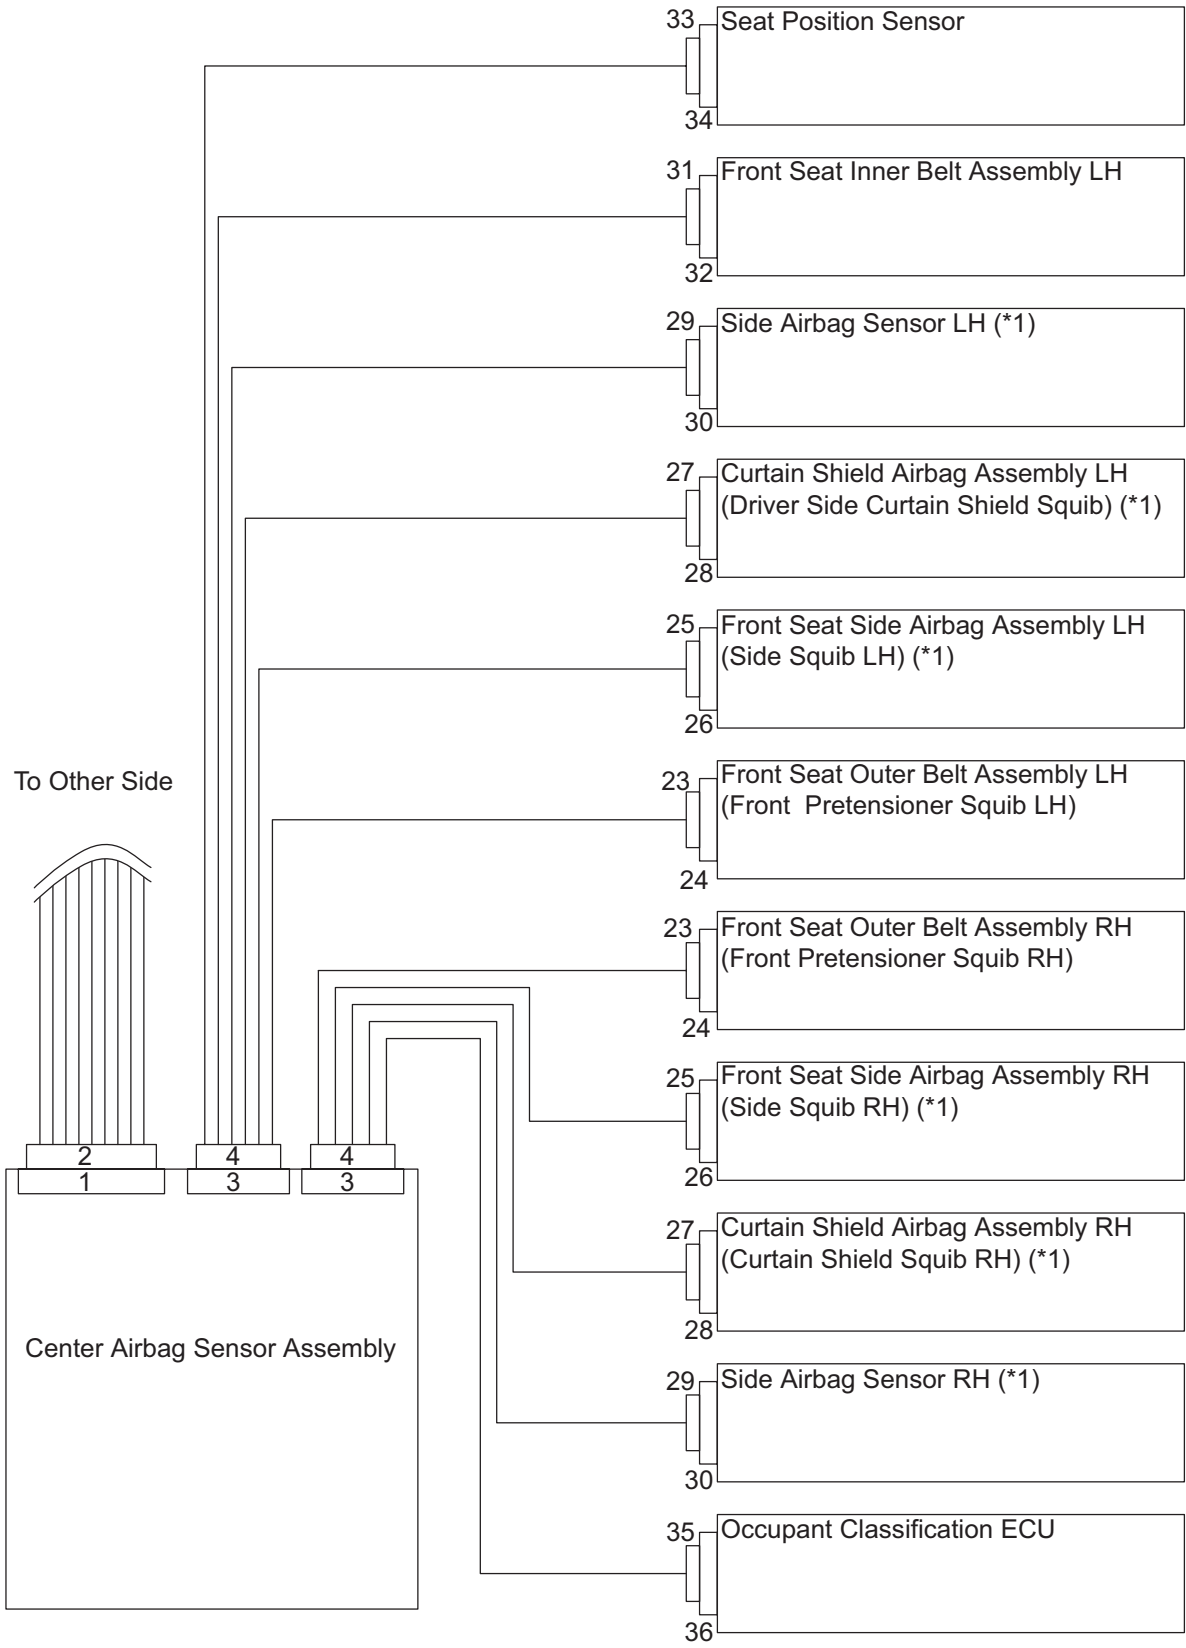 33
Seat Position Sensor
34
31
Front Seat Inner Belt Assembly LH
32
29
Side Airbag Sensor LH (*1)
30
27
Curtain Shield Airbag Assembly LH
(Driver Side Curtain Shield Squib) (*1)
28
25
Front Seat Side Airbag Assembly LH
(Side Squib LH) (*1)
26
To Other Side
23
Front Seat Outer Belt Assembly LH
(Front Pretensioner Squib LH)
24
23
Front Seat Outer Belt Assembly RH
(Front Pretensioner Squib RH)
24
25
Front Seat Side Airbag Assembly RH
(Side Squib RH) (*1)
26
2
4
4
1
3
3
27
Curtain Shield Airbag Assembly RH
(Curtain Shield Squib RH) (*1)
28
Center Airbag Sensor Assembly
29
Side Airbag Sensor RH (*1)
30
35
Occupant Classification ECU
36